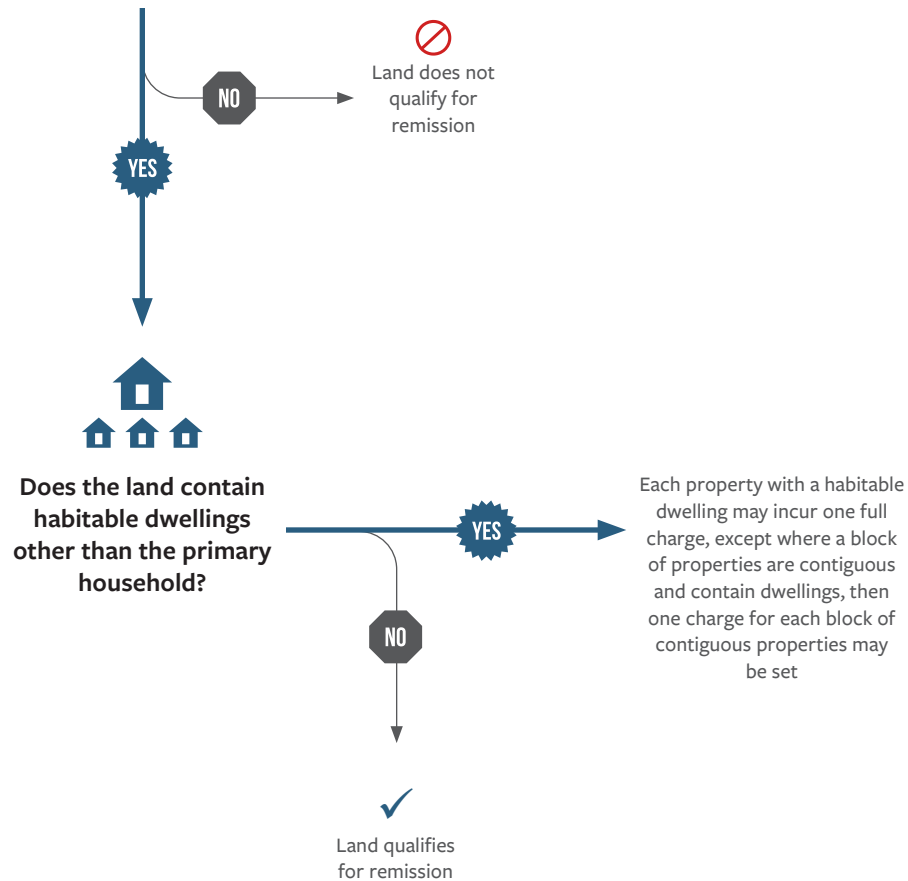 NO
Land does not
qualify for
remission
YES
Does the land contain
habitable dwellings
other than the primary
household?
YES
Each property with a habitable
dwelling may incur one full
charge, except where a block
of properties are contiguous
and contain dwellings, then
one charge for each block of
contiguous properties may
be set
NO
Land qualifies
for remission